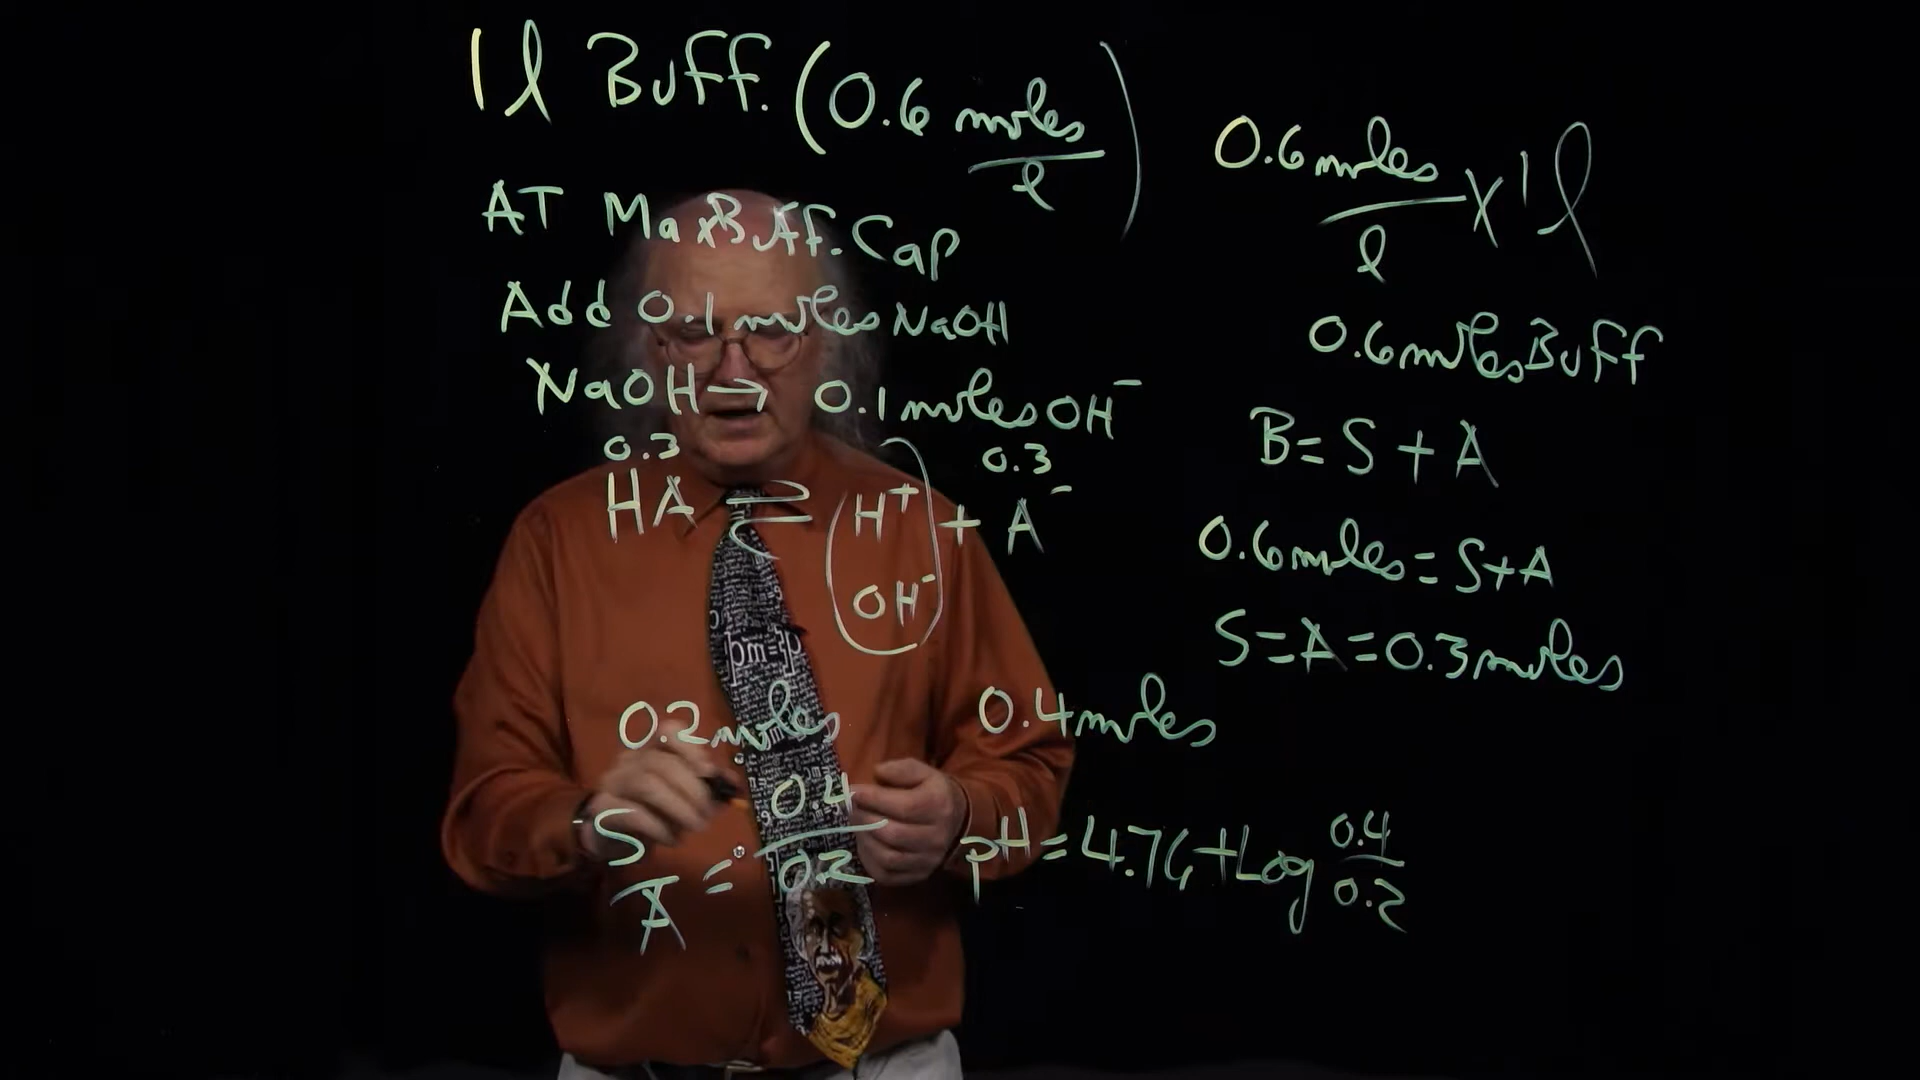 1l Buff. (0.6 moles/l)
AT Max Buff. Cap
Add 0.1 moles NaOH
NaOH → 0.1 moles OH⁻
0.3 0.3
HA ⇌ H⁺ + A⁻
OH⁻
0.2 moles 0.4 moles
S/A = 0.4/0.2
pH = 4.76 + Log 0.4/0.2
0.6 moles/l x 1l
0.6 moles Buff
B = S + A
0.6 moles = S+A
S = A = 0.3 moles